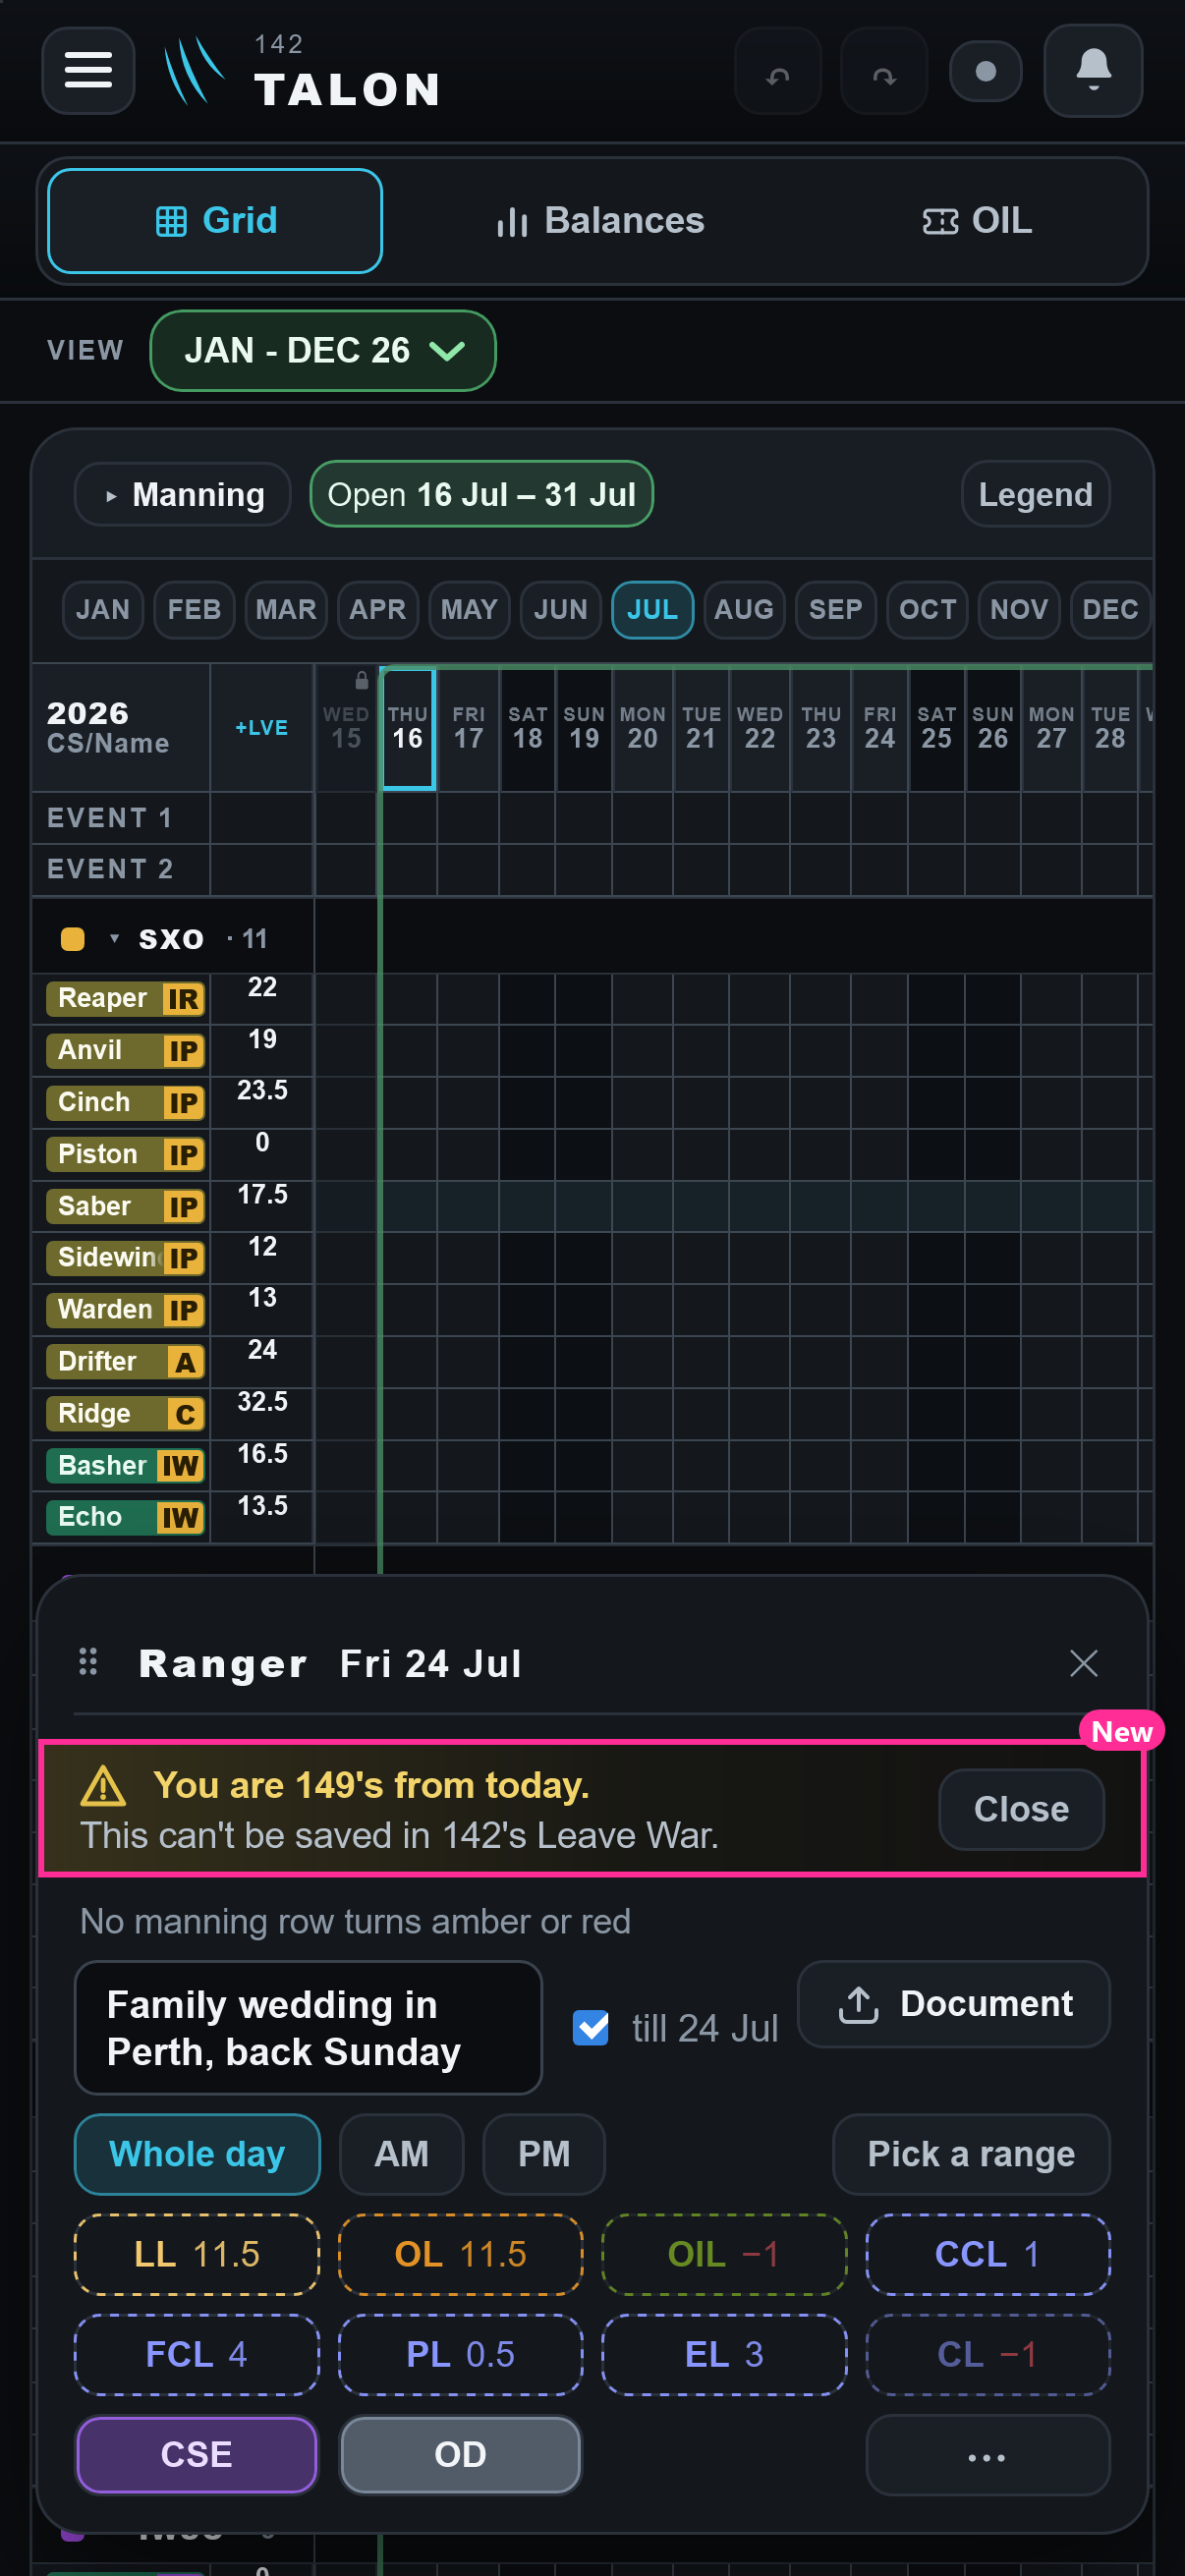 142
TALON
Grid
Balances
OIL
VIEW
JAN - DEC 26
Manning
Open 16 Jul – 31 Jul
Legend
JAN FEB MAR APR MAY JUN JUL AUG SEP OCT NOV DEC
2026
CS/Name
+LVE
WED THU FRI SAT SUN MON TUE WED THU FRI SAT SUN MON TUE
15 16 17 18 19 20 21 22 23 24 25 26 27 28
EVENT 1
EVENT 2
SXO · 11
Reaper IR 22
Anvil IP 19
Cinch IP 23.5
Piston IP 0
Saber IP 17.5
Sidewin IP 12
Warden IP 13
Drifter A 24
Ridge C 32.5
Basher IW 16.5
Echo IW 13.5
Ranger Fri 24 Jul
New
You are 149's from today.
This can't be saved in 142's Leave War.
Close
No manning row turns amber or red
Family wedding in
Perth, back Sunday
till 24 Jul
Document
Whole day AM PM Pick a range
LL 11.5 OL 11.5 OIL −1 CCL 1
FCL 4 PL 0.5 EL 3 CL −1
CSE OD ...